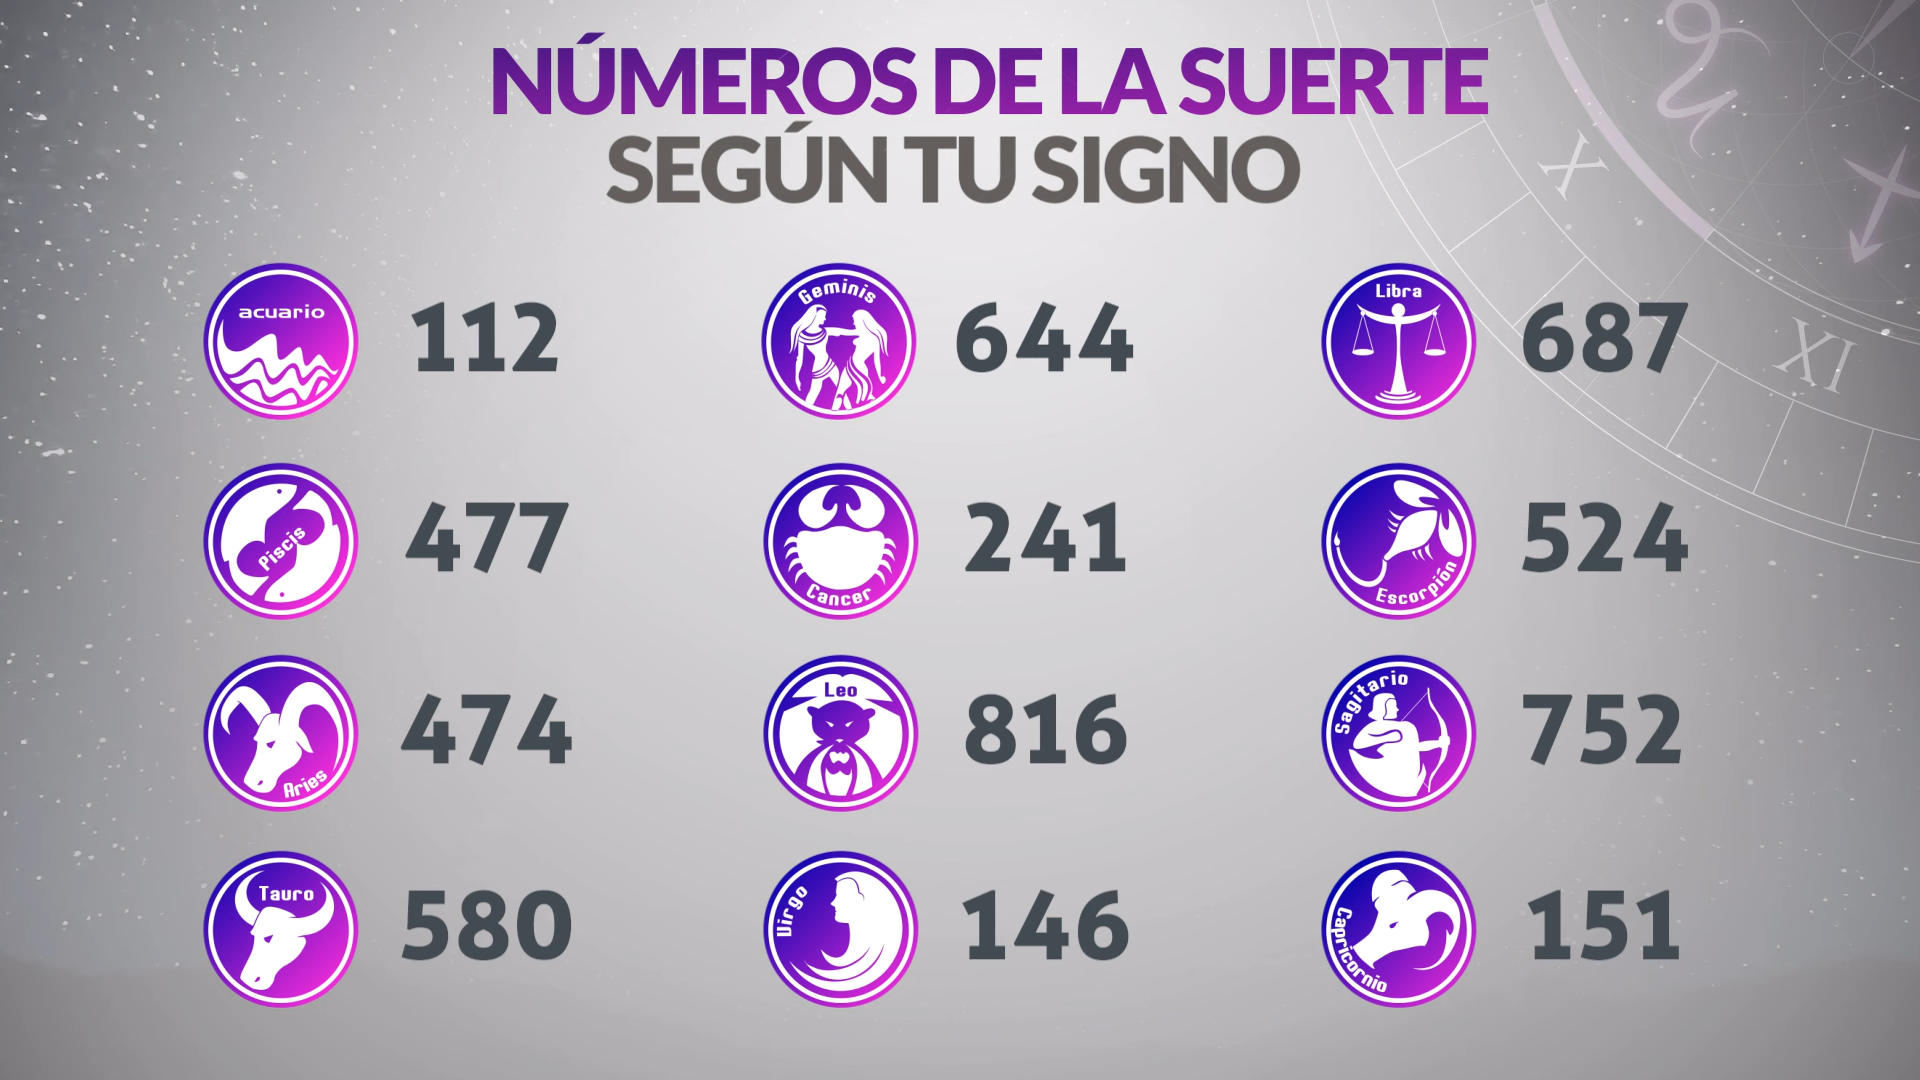 NÚMEROS DE LA SUERTE
SEGÚN TU SIGNO
acuario 112
Geminis 644
Libra 687
Piscis 477
Cancer 241
Escorpión 524
Aries 474
Leo 816
Sagitario 752
Tauro 580
Virgo 146
Capricornio 151
X
XI